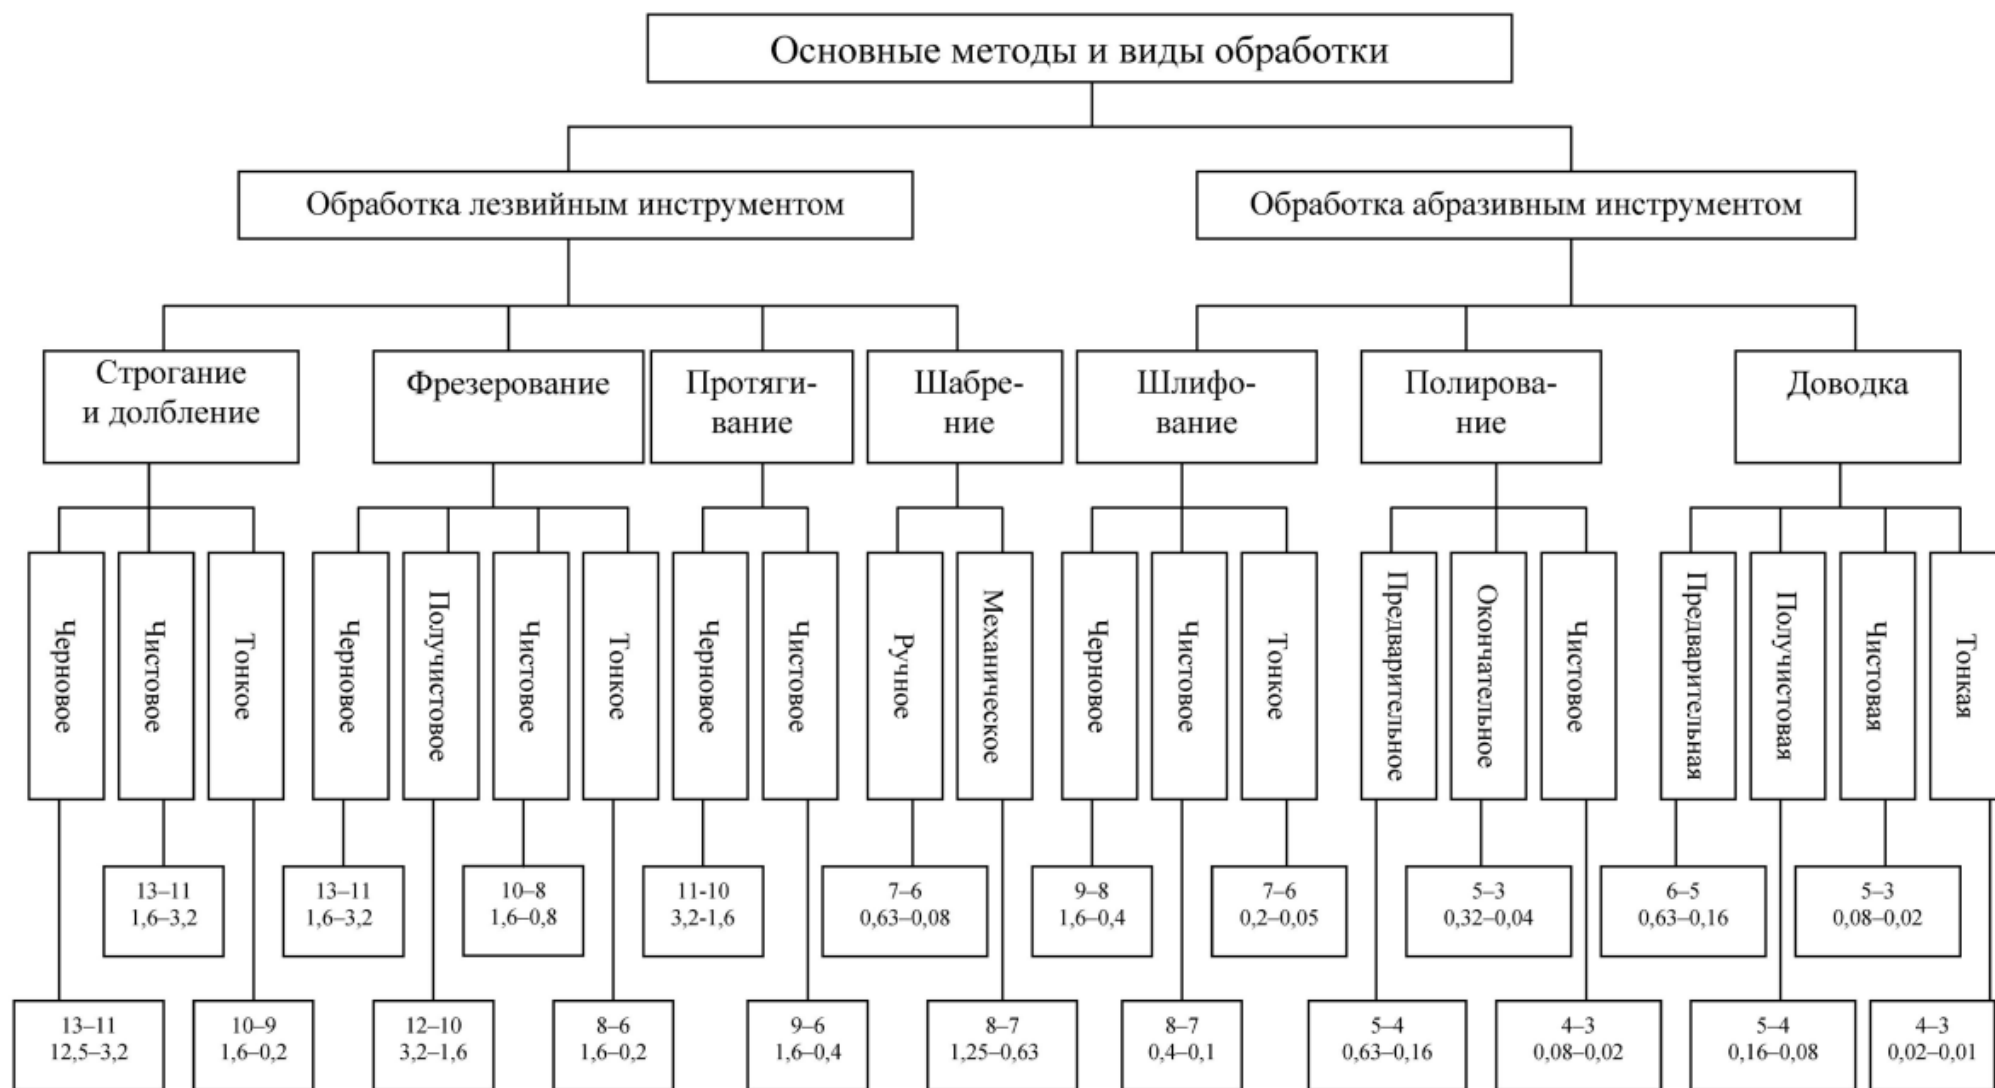 Основные методы и виды обработки
Обработка лезвийным инструментом
Обработка абразивным инструментом
Строгание
и долбление
Фрезерование
Протяги-
вание
Шабре-
ние
Шлифо-
вание
Полирова-
ние
Доводка
Черновое
Чистовое
Тонкое
Черновое
Получистовое
Чистовое
Тонкое
Черновое
Чистовое
Ручное
Механическое
Черновое
Чистовое
Тонкое
Предварительное
Окончательное
Чистовое
Предварительная
Получистовая
Чистовая
Тонкая
13–11
1,6–3,2
13–11
1,6–3,2
10–8
1,6–0,8
11-10
3,2-1,6
7–6
0,63–0,08
9–8
1,6–0,4
7–6
0,2–0,05
5–3
0,32–0,04
6–5
0,63–0,16
5–3
0,08–0,02
13–11
12,5–3,2
10–9
1,6–0,2
12–10
3,2–1,6
8–6
1,6–0,2
9–6
1,6–0,4
8–7
1,25–0,63
8–7
0,4–0,1
5–4
0,63–0,16
4–3
0,08–0,02
5–4
0,16–0,08
4–3
0,02–0,01